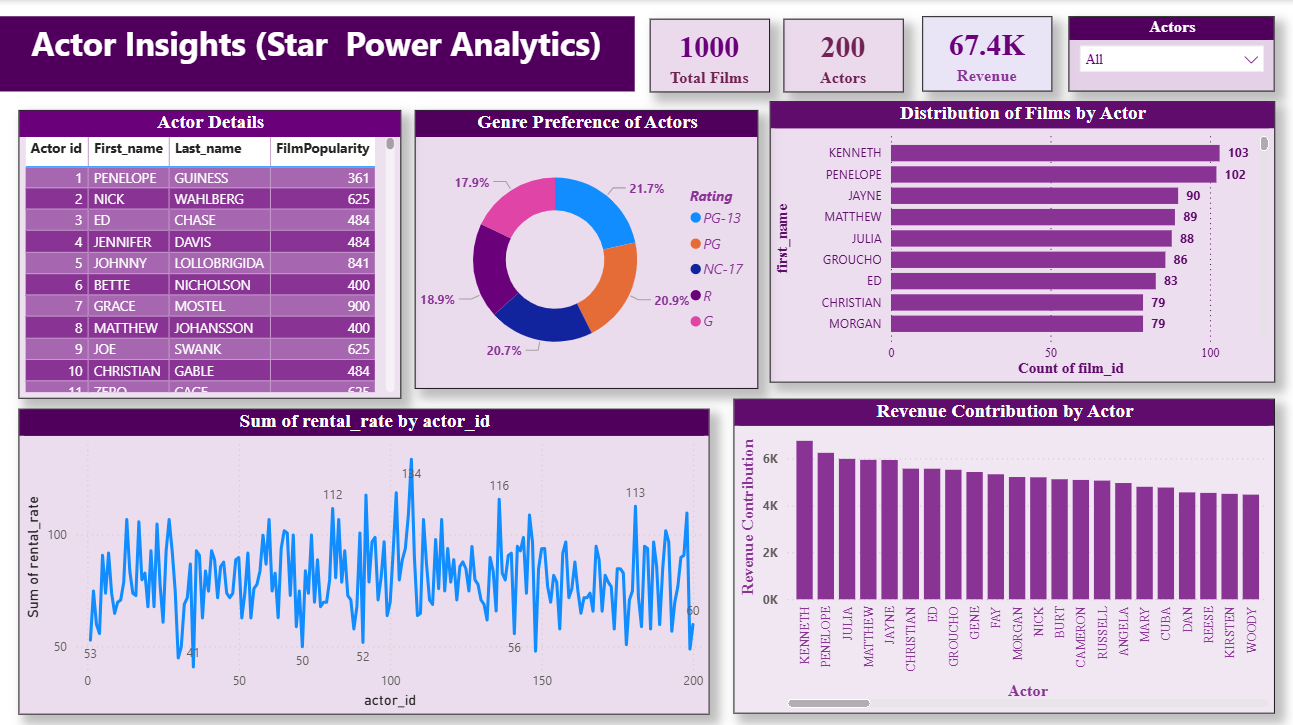 Actor Insights (Star  Power Analytics)
1000
Total Films
200
Actors
67.4K
Revenue
Actors
All
Actor Details
Actor id First_name Last_name FilmPopularity
1 PENELOPE GUINESS 361
2 NICK WAHLBERG 625
3 ED CHASE 484
4 JENNIFER DAVIS 484
5 JOHNNY LOLLOBRIGIDA 841
6 BETTE NICHOLSON 400
7 GRACE MOSTEL 900
8 MATTHEW JOHANSSON 400
9 JOE SWANK 625
10 CHRISTIAN GABLE 484
11 ZERO CAGE 625
Genre Preference of Actors
17.9%
21.7%
18.9%
20.9%
20.7%
Rating
PG-13
PG
NC-17
R
G
Distribution of Films by Actor
first_name
KENNETH 103
PENELOPE 102
JAYNE 90
MATTHEW 89
JULIA 88
GROUCHO 86
ED 83
CHRISTIAN 79
MORGAN 79
0 50 100
Count of film_id
Sum of rental_rate by actor_id
Sum of rental_rate
100
50
53
41
50
112
52
134
116
56
113
60
0 50 100 150 200
actor_id
Revenue Contribution by Actor
Revenue Contribution
6K
4K
2K
0K
KENNETH
PENELOPE
JULIA
MATTHEW
JAYNE
CHRISTIAN
ED
GROUCHO
GENE
FAY
MORGAN
NICK
BURT
CAMERON
RUSSELL
ANGELA
MARY
CUBA
DAN
REESE
KIRSTEN
WOODY
Actor